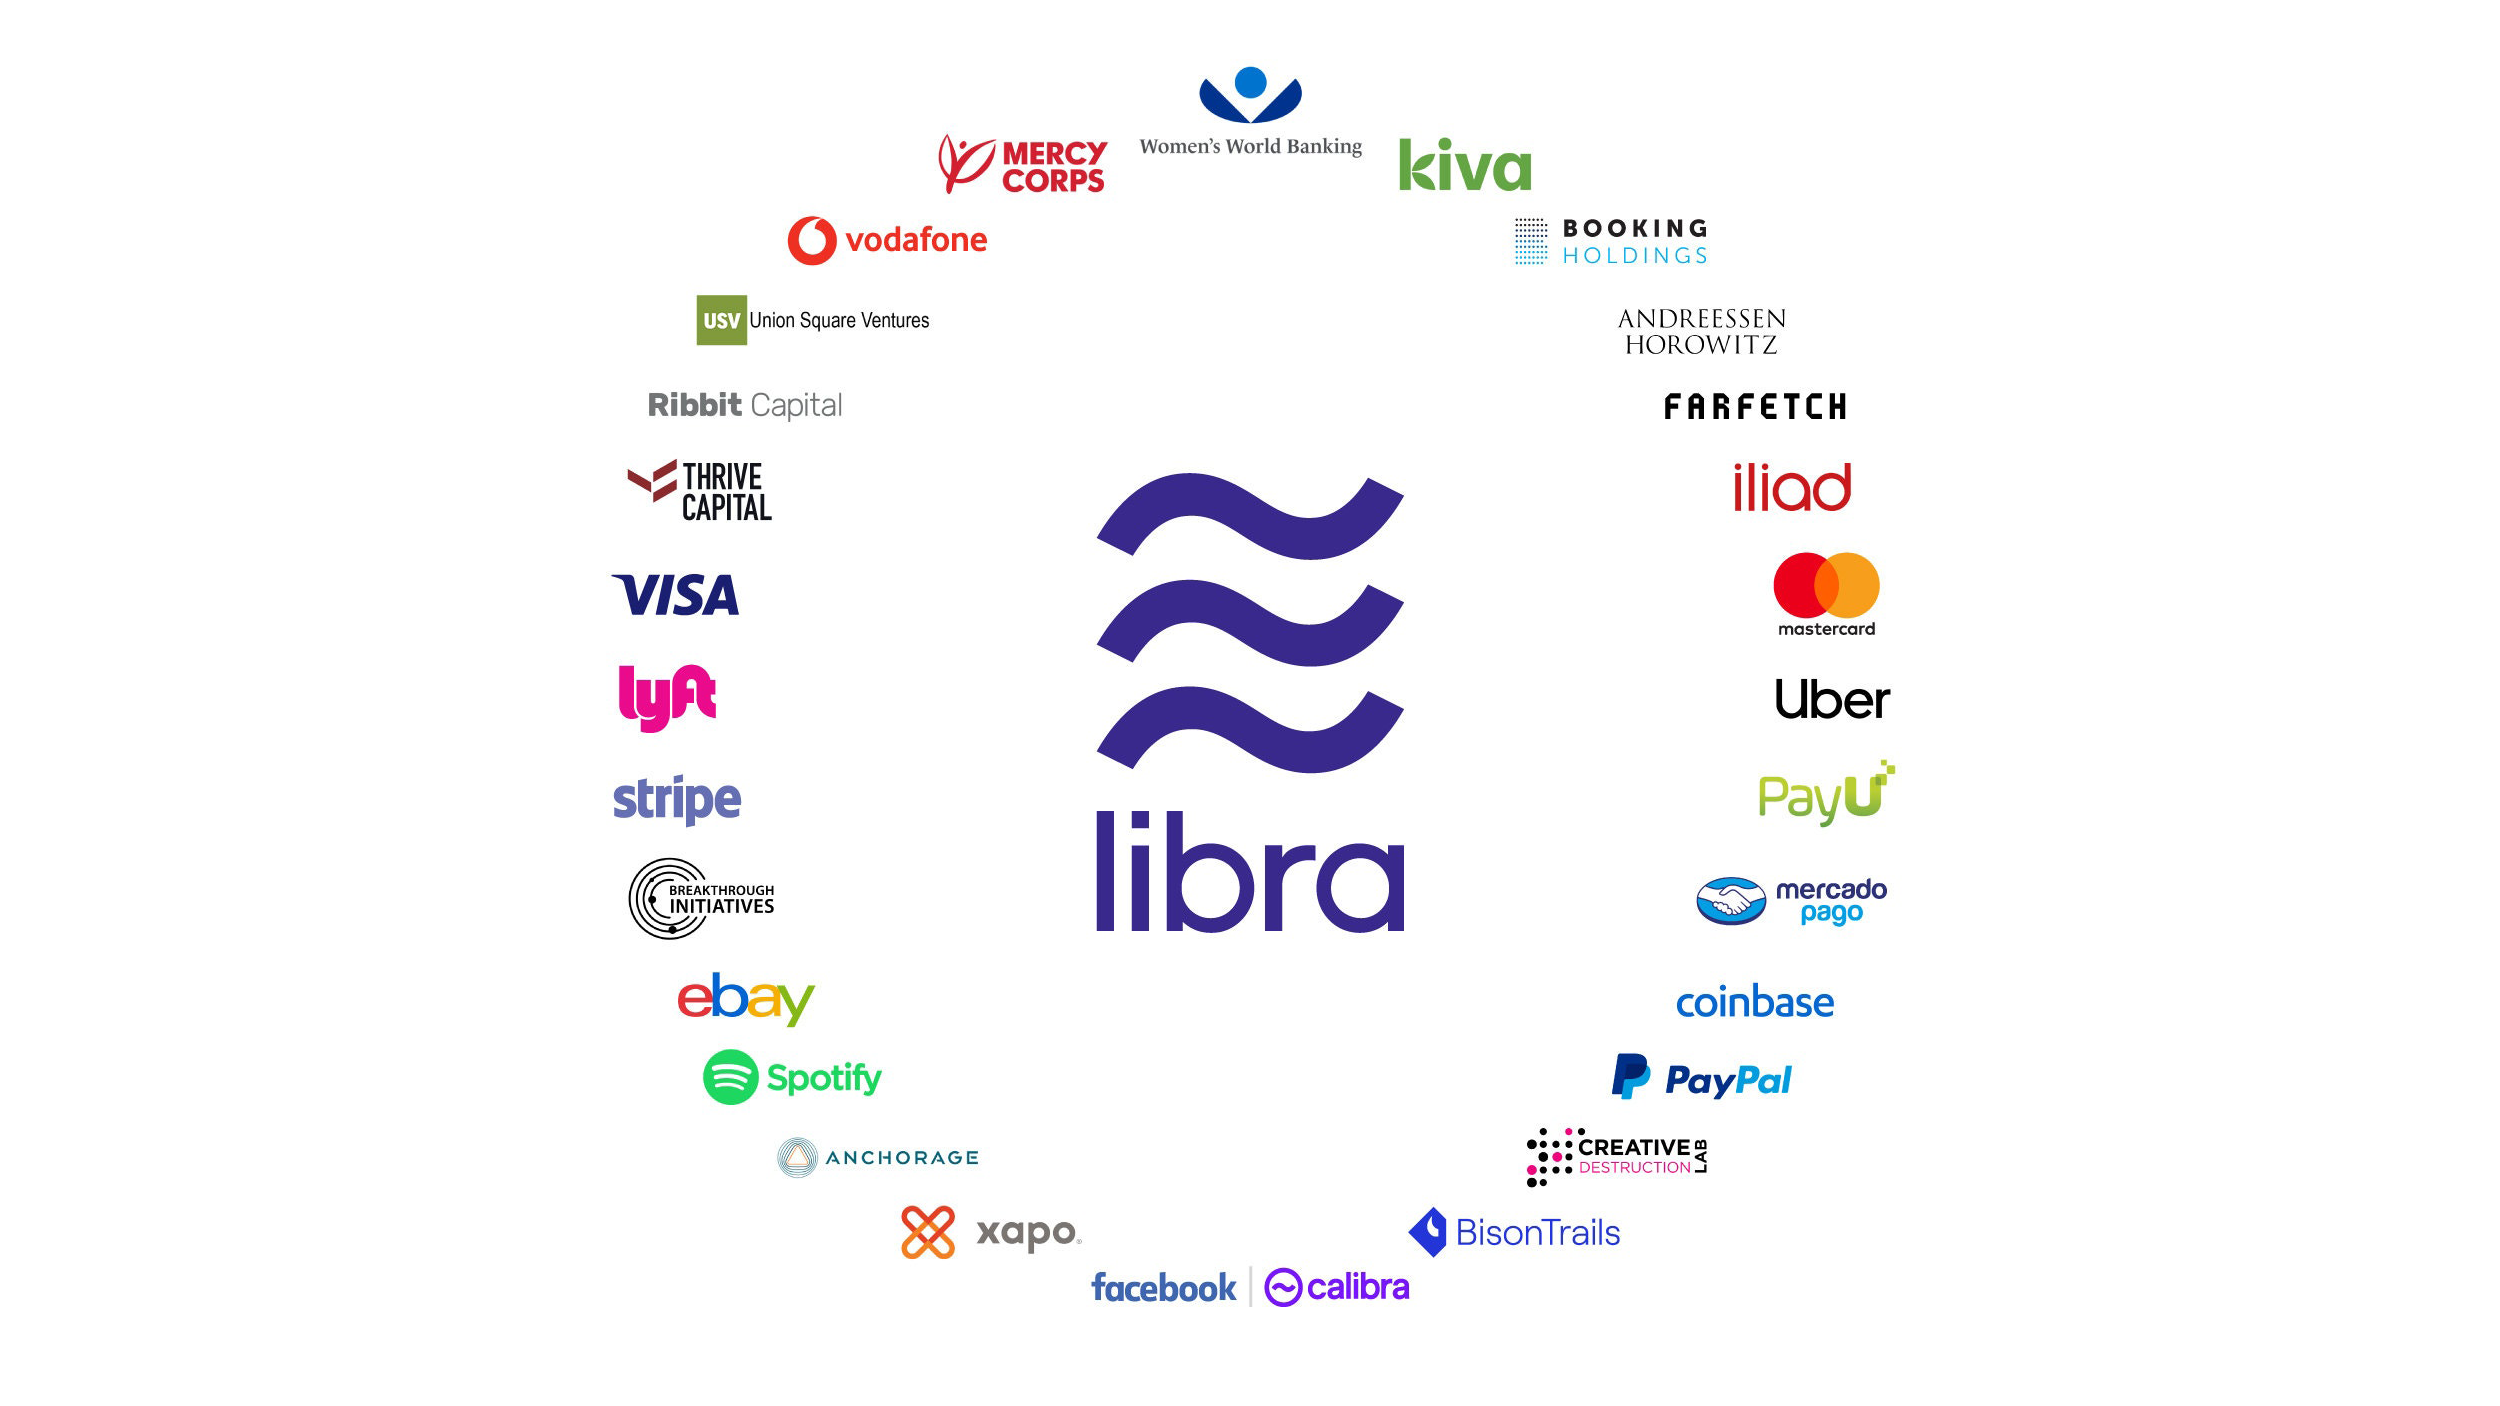 Women's World Banking
MERCY
CORPS
kiva
vodafone
BOOKING
HOLDINGS
USV Union Square Ventures
ANDREESSEN
HOROWITZ
Ribbit Capital
FARFETCH
THRIVE
CAPITAL
iliad
VISA
mastercard
lyft
Uber
stripe
PayU
BREAKTHROUGH
INITIATIVES
mercado
pago
libra
ebay
coinbase
Spotify
PayPal
ANCHORAGE
CREATIVE
DESTRUCTION
LAB
xapo®
BisonTrails
facebook
calibra